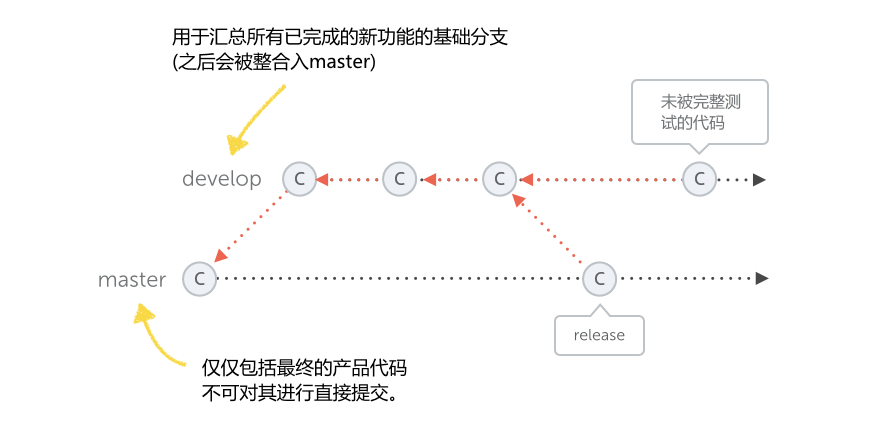 用于汇总所有已完成的新功能的基础分支
(之后会被整合入master)
未被完整测
试的代码
develop
C
C
C
C
master
C
C
release
仅仅包括最终的产品代码
不可对其进行直接提交。